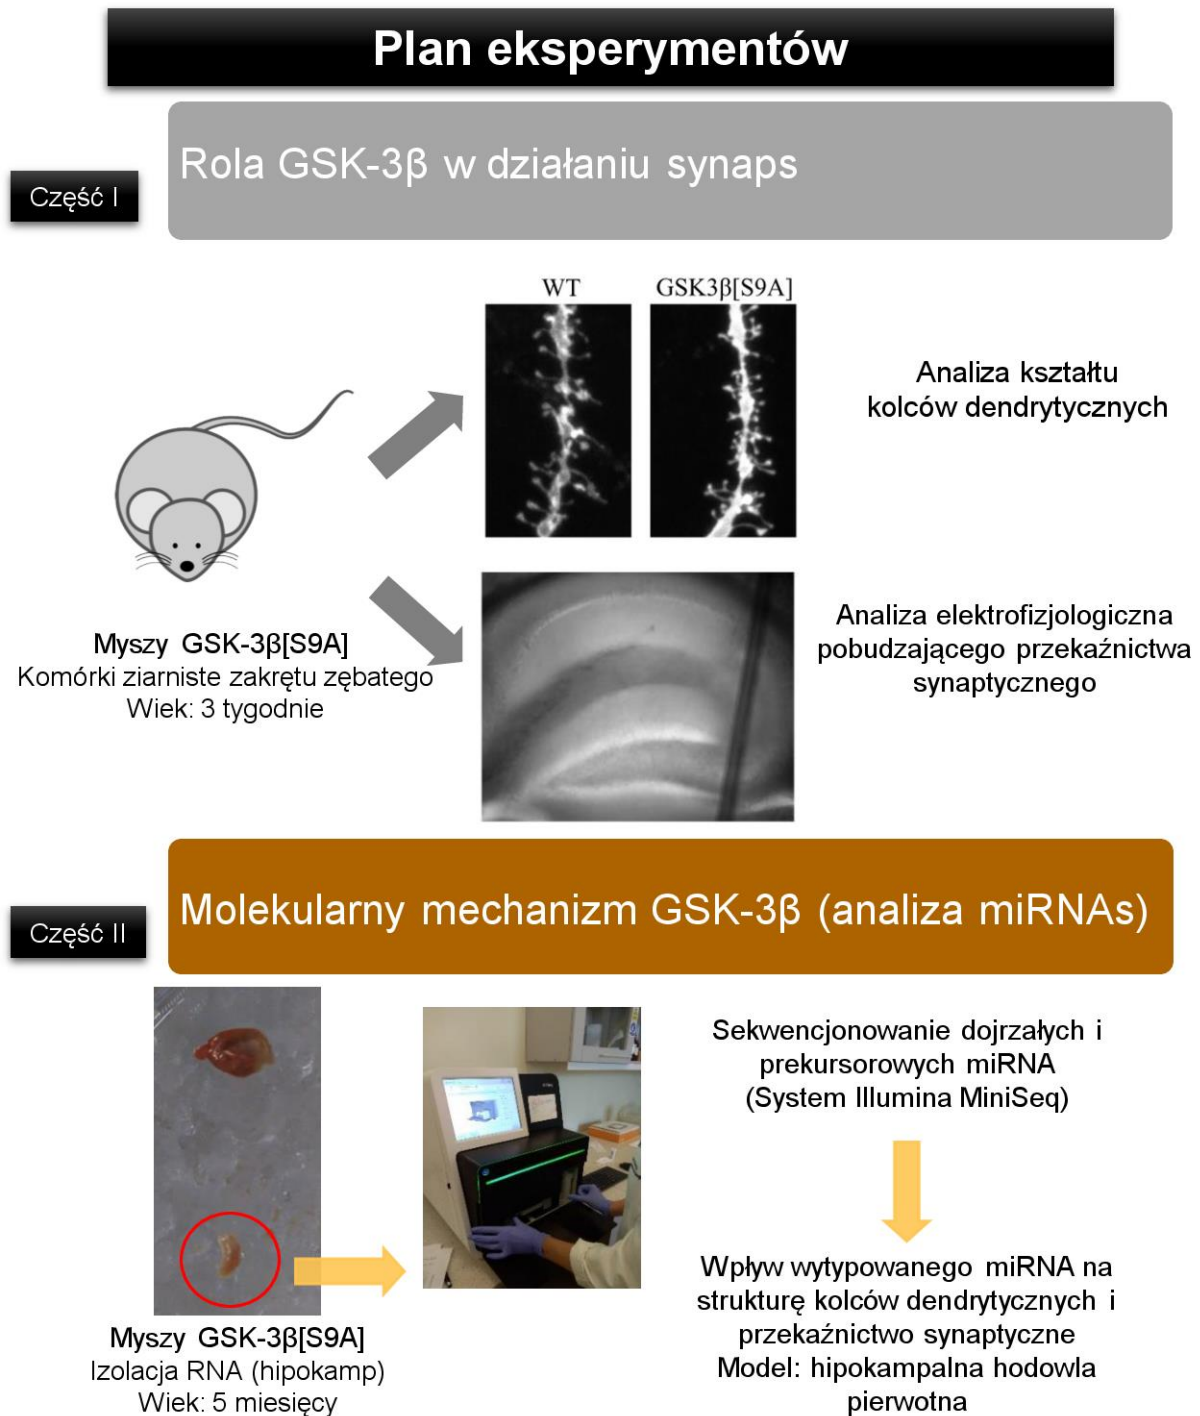 Plan eksperymentów
Rola GSK-3β w działaniu synaps
Część I
WT
GSK3β[S9A]
Analiza kształtu
kolców dendrytycznych
Myszy GSK-3β[S9A]
Komórki ziarniste zakrętu zębatego
Wiek: 3 tygodnie
Analiza elektrofizjologiczna
pobudzającego przekaźnictwa
synaptycznego
Molekularny mechanizm GSK-3β (analiza miRNAs)
Część II
Sekwencjonowanie dojrzałych i
prekursorowych miRNA
(System Illumina MiniSeq)
Myszy GSK-3β[S9A]
Izolacja RNA (hipokamp)
Wiek: 5 miesięcy
Wpływ wytypowanego miRNA na
strukturę kolców dendrytycznych i
przekaźnictwo synaptyczne
Model: hipokampalna hodowla
pierwotna